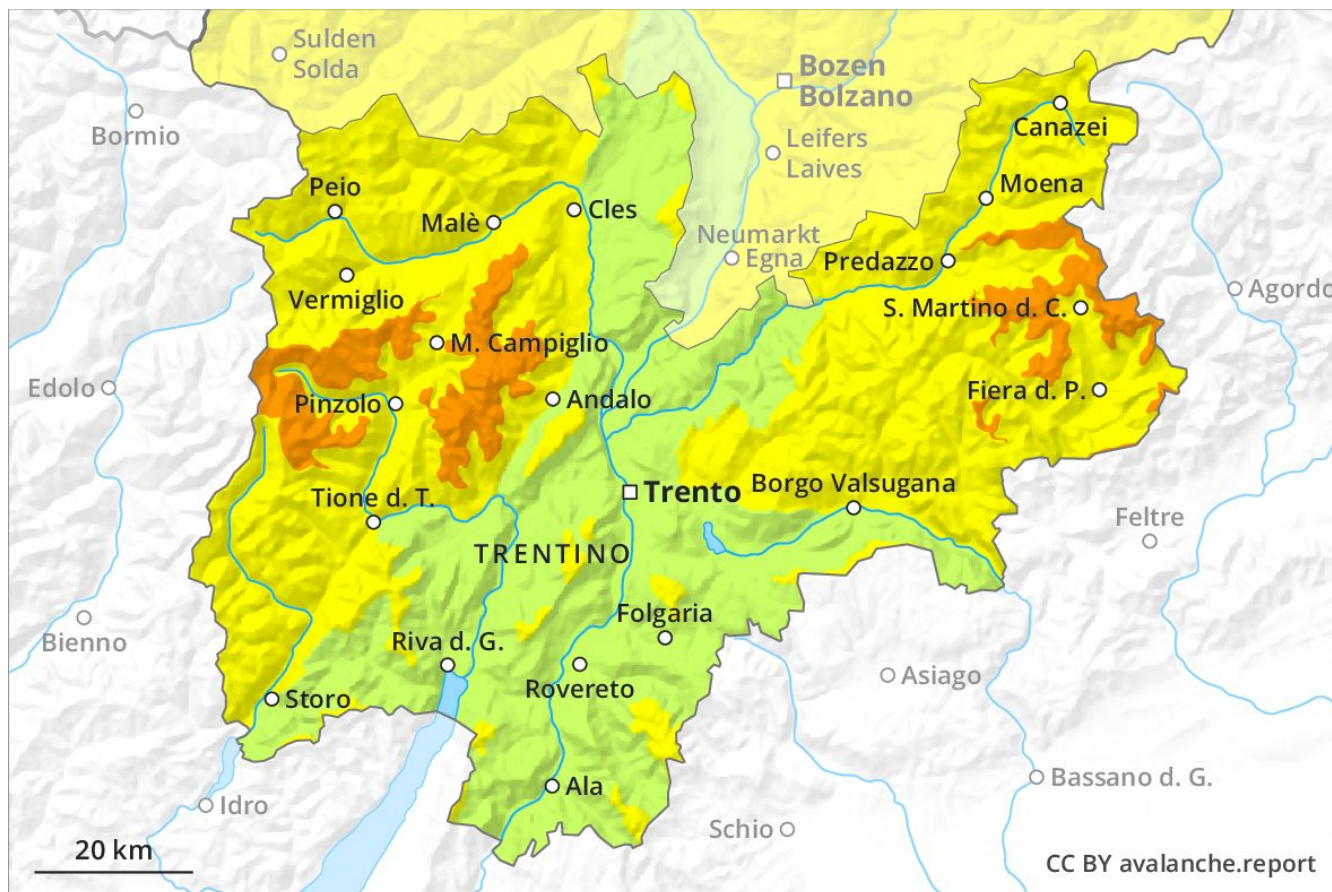 Sulden
Solda
Bozen
Bolzano
Bormio
Canazei
Leifers
Laives
Peio
Moena
Malè
Cles
Neumarkt
Egna
Predazzo
Vermiglio
Agordo
S. Martino d. C.
M. Campiglio
Edolo
Pinzolo
Andalo
Fiera d. P.
Trento
Borgo Valsugana
Tione d. T.
Feltre
TRENTINO
Bienno
Folgaria
Riva d. G.
Asiago
Rovereto
Storo
Bassano d. G.
Ala
Idro
Schio
20 km
CC BY avalanche.report